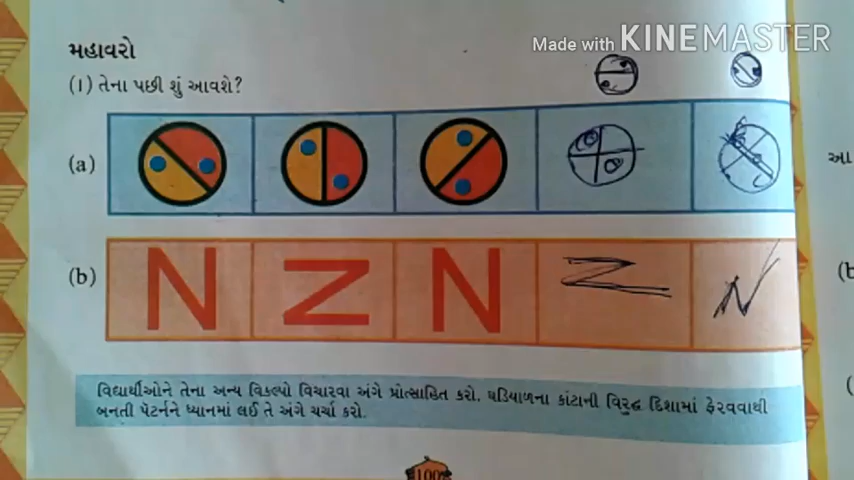 Made with KINEMASTER
મહાવરો
(1) તેના પછી શું આવશે?
(a)
(b) N Z N Z N
વિદ્યાર્થીઓને તેના અન્ય વિકલ્પો વિચારવા અંગે પ્રોત્સાહિત કરો. ઘડિયાળના કાંટાની વિરુદ્ધ દિશામાં ફેરવવાથી
બનતી પૅટર્નને ધ્યાનમાં લઈ તે અંગે ચર્ચા કરો.
100